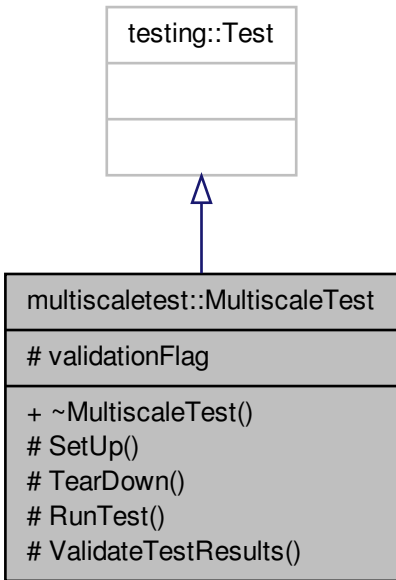 testing::Test
multiscaletest::MultiscaleTest
# validationFlag
+ ~MultiscaleTest()
# SetUp()
# TearDown()
# RunTest()
# ValidateTestResults()